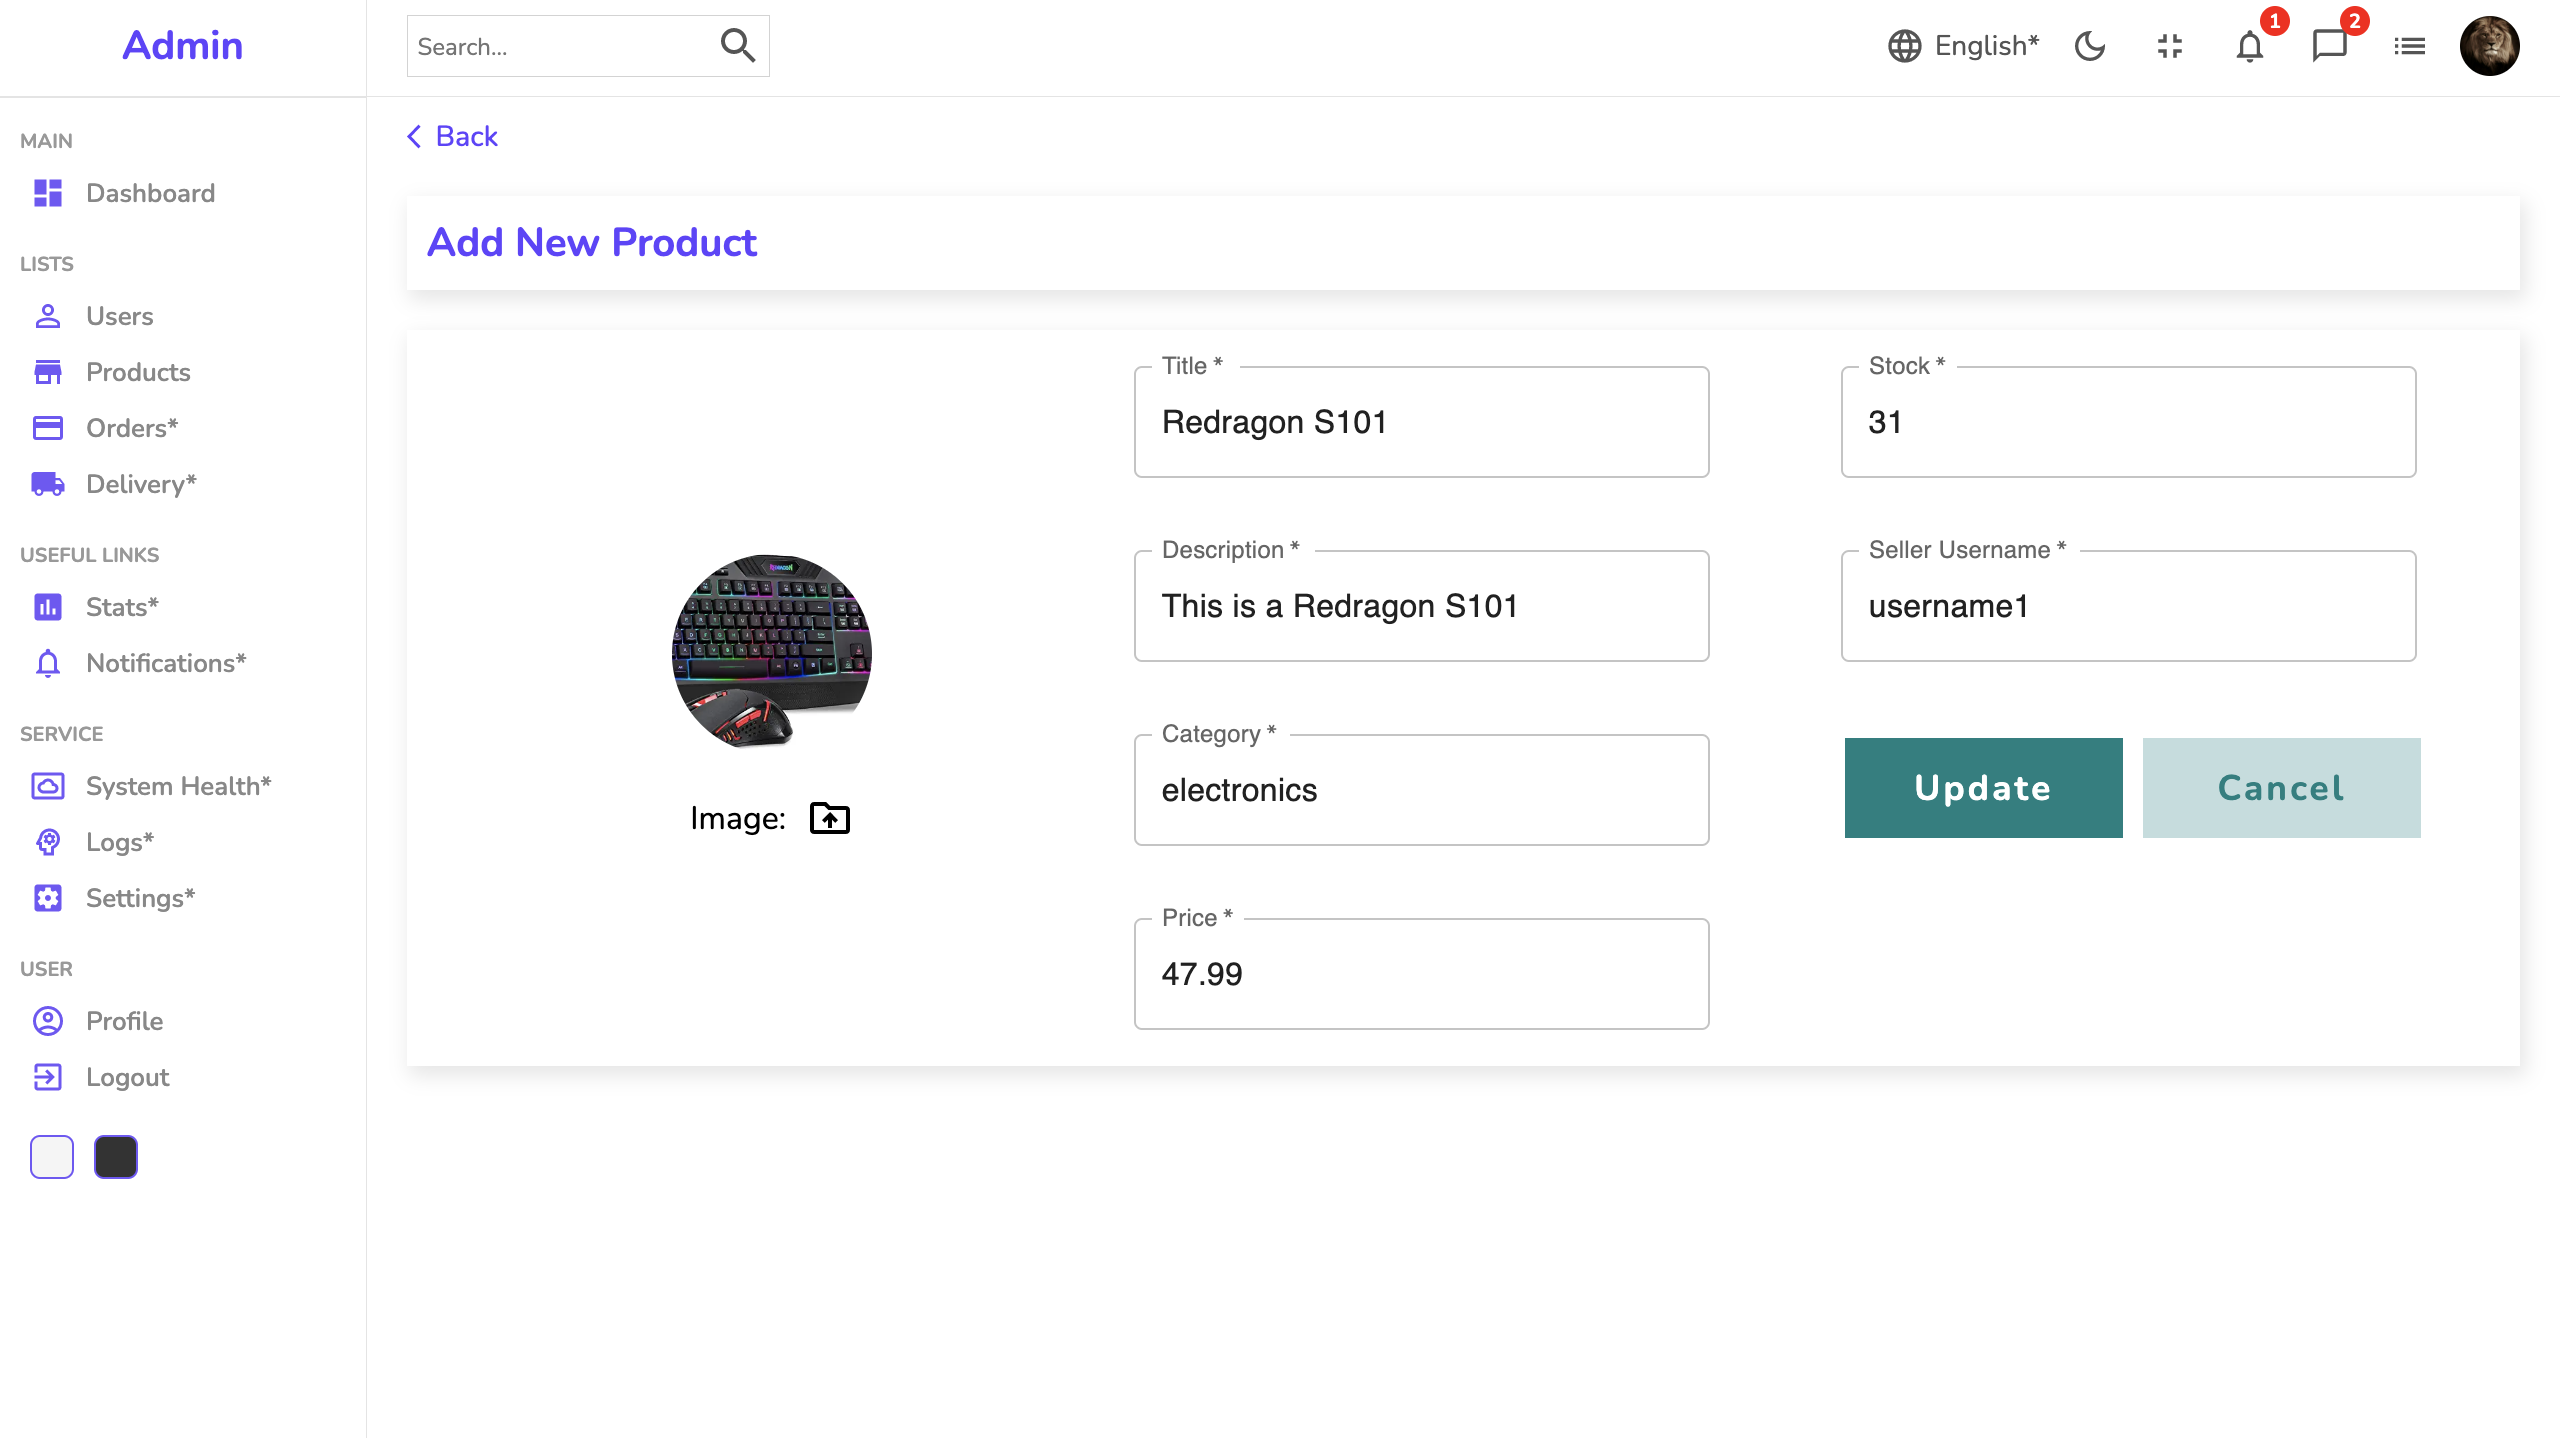 Admin
Search...
English*
1
2
MAIN
Dashboard
LISTS
Users
Products
Orders*
Delivery*
USEFUL LINKS
Stats*
Notifications*
SERVICE
System Health*
Logs*
Settings*
USER
Profile
Logout
Back
Add New Product
Image:
Title *
Redragon S101
Description *
This is a Redragon S101
Category *
electronics
Price *
47.99
Stock *
31
Seller Username *
username1
Update
Cancel